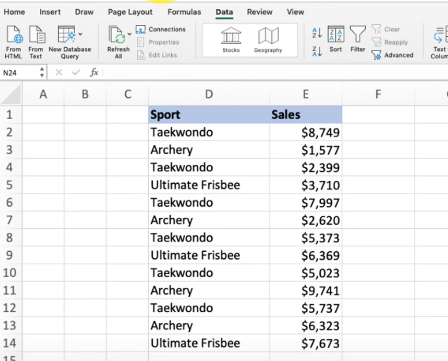 Home Insert Draw Page Layout Formulas Data Review View
From HTML From Text New Database Query Refresh All Connections Properties Edit Links Stocks Geography Sort Filter Clear Reapply Advanced Text
N24 fx
A B C D E F
1 Sport Sales
2 Taekwondo $8,749
3 Archery $1,577
4 Taekwondo $2,399
5 Ultimate Frisbee $3,710
6 Taekwondo $7,997
7 Archery $2,620
8 Taekwondo $5,373
9 Ultimate Frisbee $6,369
10 Taekwondo $5,023
11 Archery $9,741
12 Taekwondo $5,737
13 Archery $6,323
14 Ultimate Frisbee $7,673
15